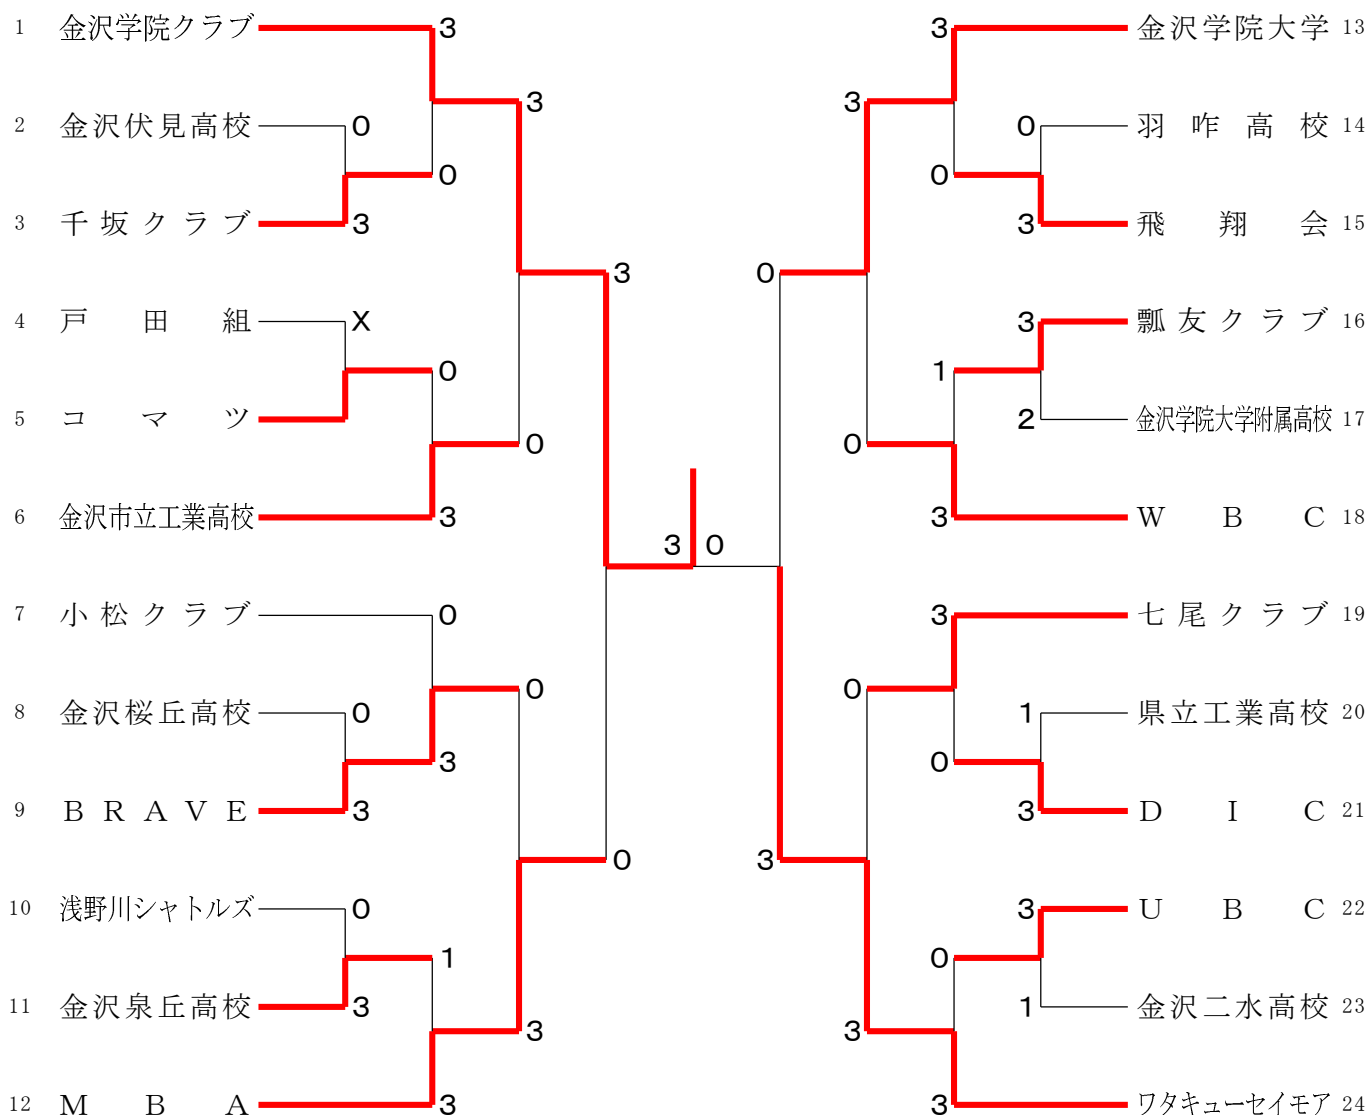 1 金沢学院クラブ 3
3 金沢学院大学 13
3
3
2 金沢伏見高校 0
0 羽咋高校 14
0
0
3 千坂クラブ 3
3 飛翔会 15
3
0
4 戸田組 X
3 瓢友クラブ 16
0
1
5 コマツ
2 金沢学院大学附属高校 17
0
0
6 金沢市立工業高校 3
3 WBC 18
3 0
7 小松クラブ 0
3 七尾クラブ 19
0
0
8 金沢桜丘高校 0
1 県立工業高校 20
3
0
9 BRAVE 3
3 DIC 21
0
3
10 浅野川シャトルズ 0
3 UBC 22
1
0
11 金沢泉丘高校 3
1 金沢二水高校 23
3
3
12 MBA 3
3 ワタキューセイモア 24